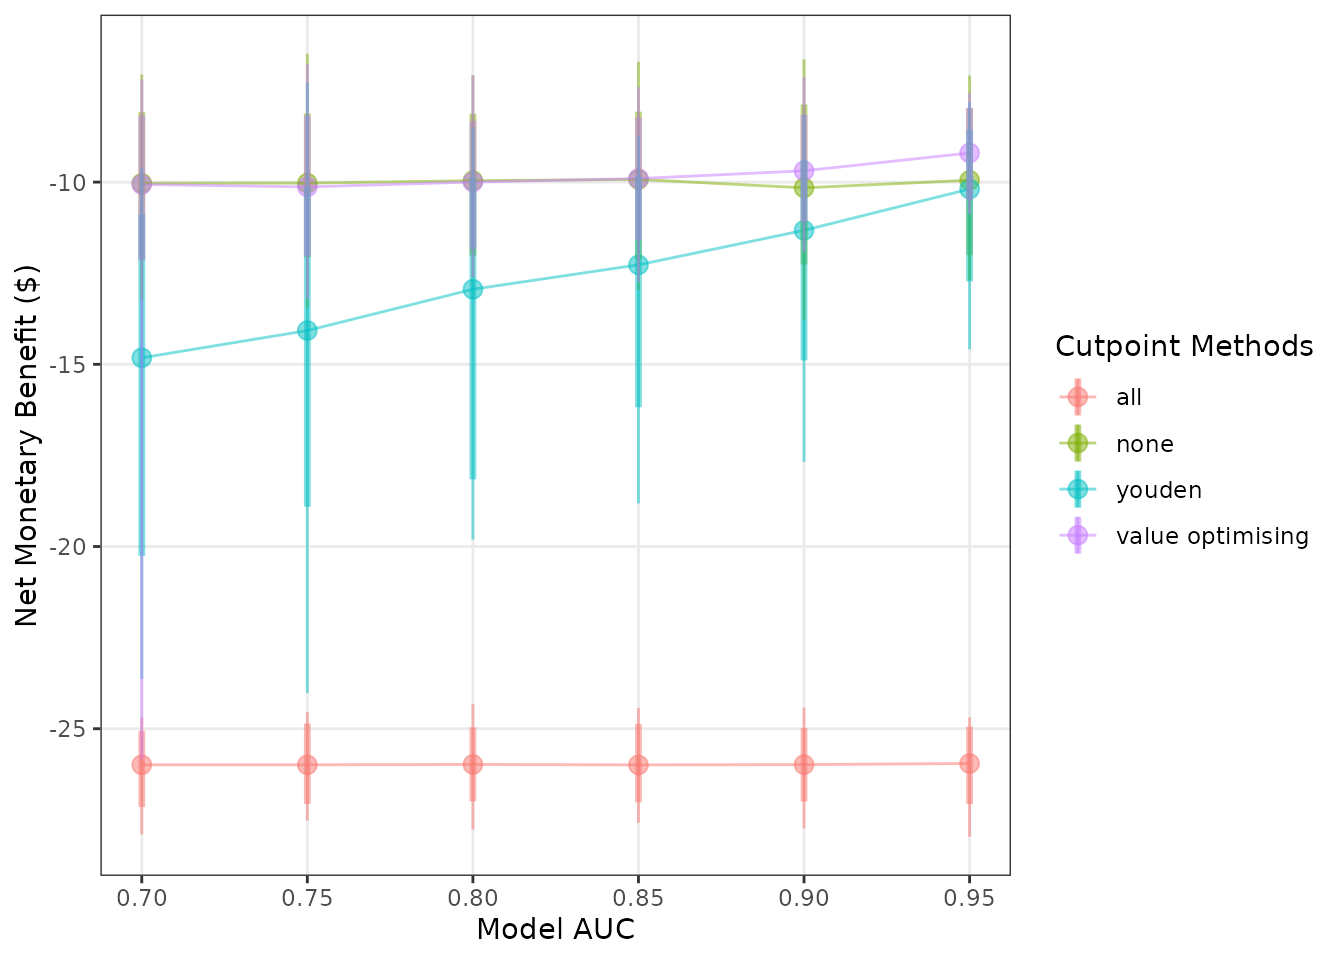 Net Monetary Benefit ($)
-10
-15
-20
-25
0.70 0.75 0.80 0.85 0.90 0.95
Model AUC
Cutpoint Methods
all
none
youden
value optimising